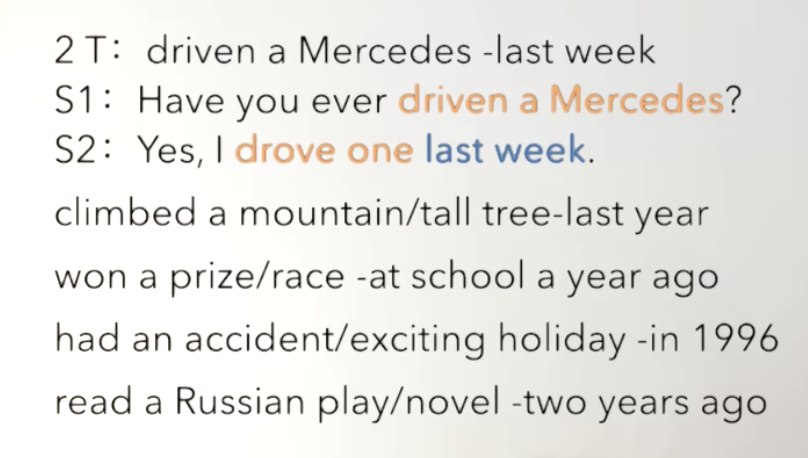 2 T: driven a Mercedes -last week
S1: Have you ever driven a Mercedes?
S2: Yes, I drove one last week.
climbed a mountain/tall tree-last year
won a prize/race -at school a year ago
had an accident/exciting holiday -in 1996
read a Russian play/novel -two years ago